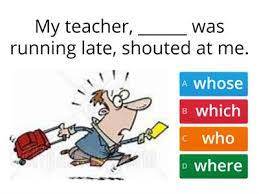 My teacher, ______ was
running late, shouted at me.
A whose
B which
C who
D where